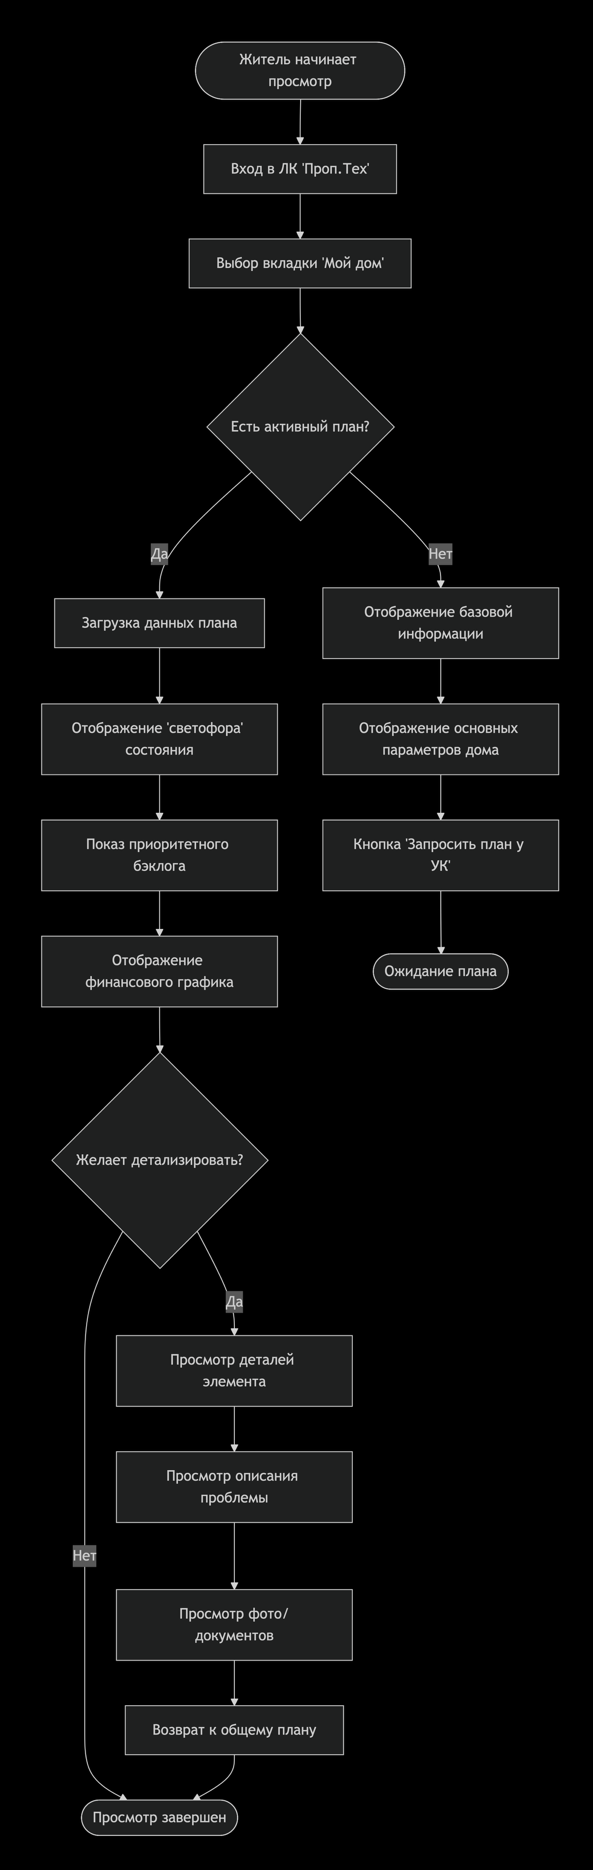 Житель начинает
просмотр
Вход в ЛК 'Проп.Тех'
Выбор вкладки 'Мой дом'
Есть активный план?
Да
Нет
Загрузка данных плана
Отображение 'светофора'
состояния
Показ приоритетного
бэклога
Отображение
финансового графика
Отображение базовой
информации
Отображение основных
параметров дома
Кнопка 'Запросить план у
УК'
Ожидание плана
Желает детализировать?
Да
Просмотр деталей
элемента
Просмотр описания
проблемы
Нет
Просмотр фото/
документов
Возврат к общему плану
Просмотр завершен